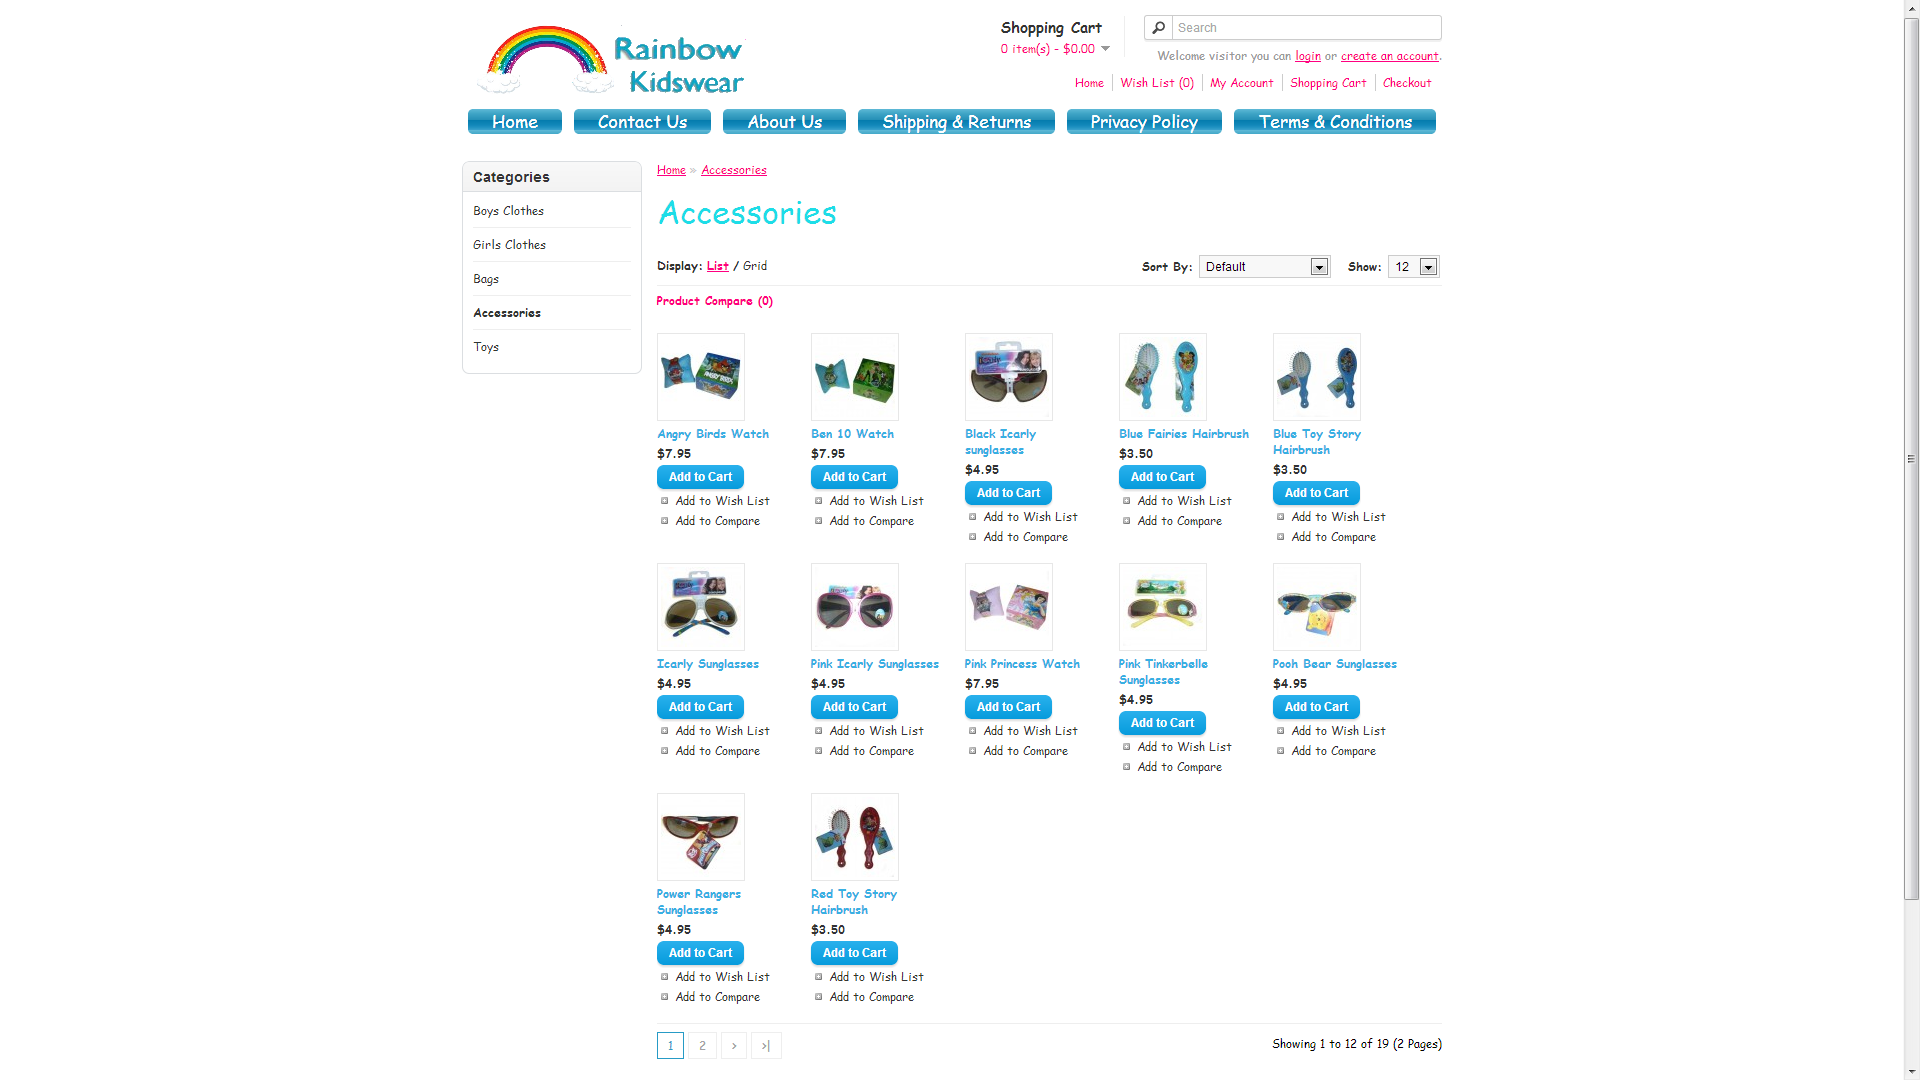 Rainbow
Kidswear
Shopping Cart
0 item(s) - $0.00
Search
Welcome visitor you can login or create an account.
Home
Wish List (0)
My Account
Shopping Cart
Checkout
Home
Contact Us
About Us
Shipping & Returns
Privacy Policy
Terms & Conditions
Categories
Boys Clothes
Girls Clothes
Bags
Accessories
Toys
Home » Accessories
Accessories
Display: List / Grid
Sort By: Default
Show: 12
Product Compare (0)
ANGRY BIRDS
Angry Birds Watch
$7.95
Add to Cart
Add to Wish List
Add to Compare
Ben 10 Watch
$7.95
Add to Cart
Add to Wish List
Add to Compare
Black Icarly
sunglasses
$4.95
Add to Cart
Add to Wish List
Add to Compare
Blue Fairies Hairbrush
$3.50
Add to Cart
Add to Wish List
Add to Compare
Blue Toy Story
Hairbrush
$3.50
Add to Cart
Add to Wish List
Add to Compare
Icarly Sunglasses
$4.95
Add to Cart
Add to Wish List
Add to Compare
Pink Icarly Sunglasses
$4.95
Add to Cart
Add to Wish List
Add to Compare
Pink Princess Watch
$7.95
Add to Cart
Add to Wish List
Add to Compare
Pink Tinkerbelle
Sunglasses
$4.95
Add to Cart
Add to Wish List
Add to Compare
Pooh Bear Sunglasses
$4.95
Add to Cart
Add to Wish List
Add to Compare
Power Rangers
Sunglasses
$4.95
Add to Cart
Add to Wish List
Add to Compare
Red Toy Story
Hairbrush
$3.50
Add to Cart
Add to Wish List
Add to Compare
1 2 > >|
Showing 1 to 12 of 19 (2 Pages)